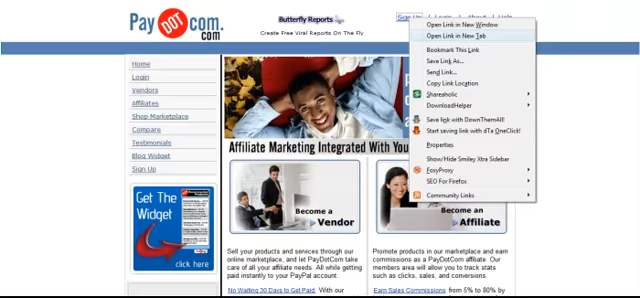 Pay DOT com.
com
Butterfly Reports
Create Free Viral Reports On The Fly
Sign Up | Login | About | Help
Open Link in New Window
Open Link in New Tab
Bookmark This Link
Save Link As...
Send Link...
Copy Link Location
Shareaholic
DownloadHelper
Save link with DownThemAll!
Start saving link with dTa OneClick!
Properties
Show/Hide Smiley Xtra Sidebar
FoxyProxy
SEO For Firefox
Community Links
Home
Login
Vendors
Affiliates
Shop Marketplace
Compare
Testimonials
Blog Widget
Sign Up
Get The
Widget
click here
Affiliate Marketing Integrated With You
Become a
Vendor
Become an
Affiliate
Sell your products and services through our
online marketplace, and let PayDotCom take
care of all your affiliate needs. All while getting
paid instantly to your PayPal account.
No Waiting 30 Days to Get Paid. With our
Promote products in our marketplace and earn
commissions as a PayDotCom affiliate. Our
members area will allow you to track stats
such as clicks, sales, and conversions.
Earn Sales Commissions from 5% to 80% by